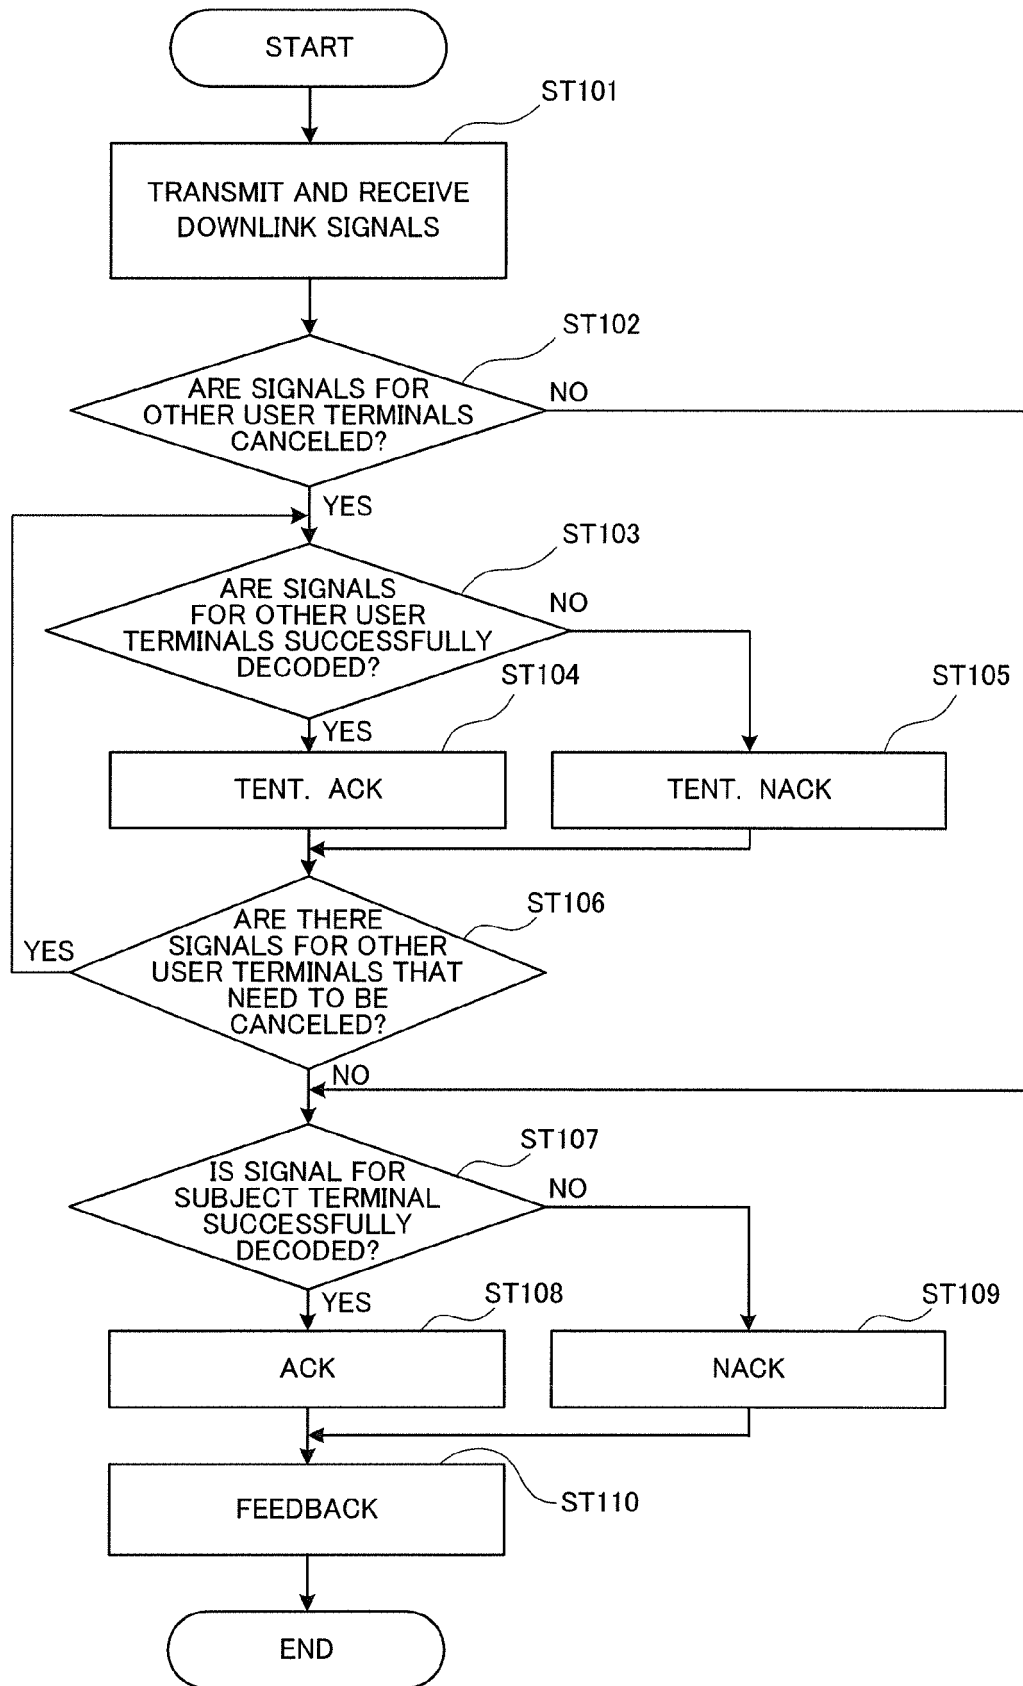 START
ST101
TRANSMIT AND RECEIVE
DOWNLINK SIGNALS
ST102
ARE SIGNALS FOR
OTHER USER TERMINALS
CANCELED?
NO
YES
ST103
ARE SIGNALS
FOR OTHER USER
TERMINALS SUCCESSFULLY
DECODED?
NO
YES
ST104
ST105
TENT. ACK
TENT. NACK
ST106
ARE THERE
SIGNALS FOR OTHER
USER TERMINALS THAT
NEED TO BE
CANCELED?
YES
NO
ST107
IS SIGNAL FOR
SUBJECT TERMINAL
SUCCESSFULLY
DECODED?
NO
YES
ST108
ST109
ACK
NACK
FEEDBACK
ST110
END